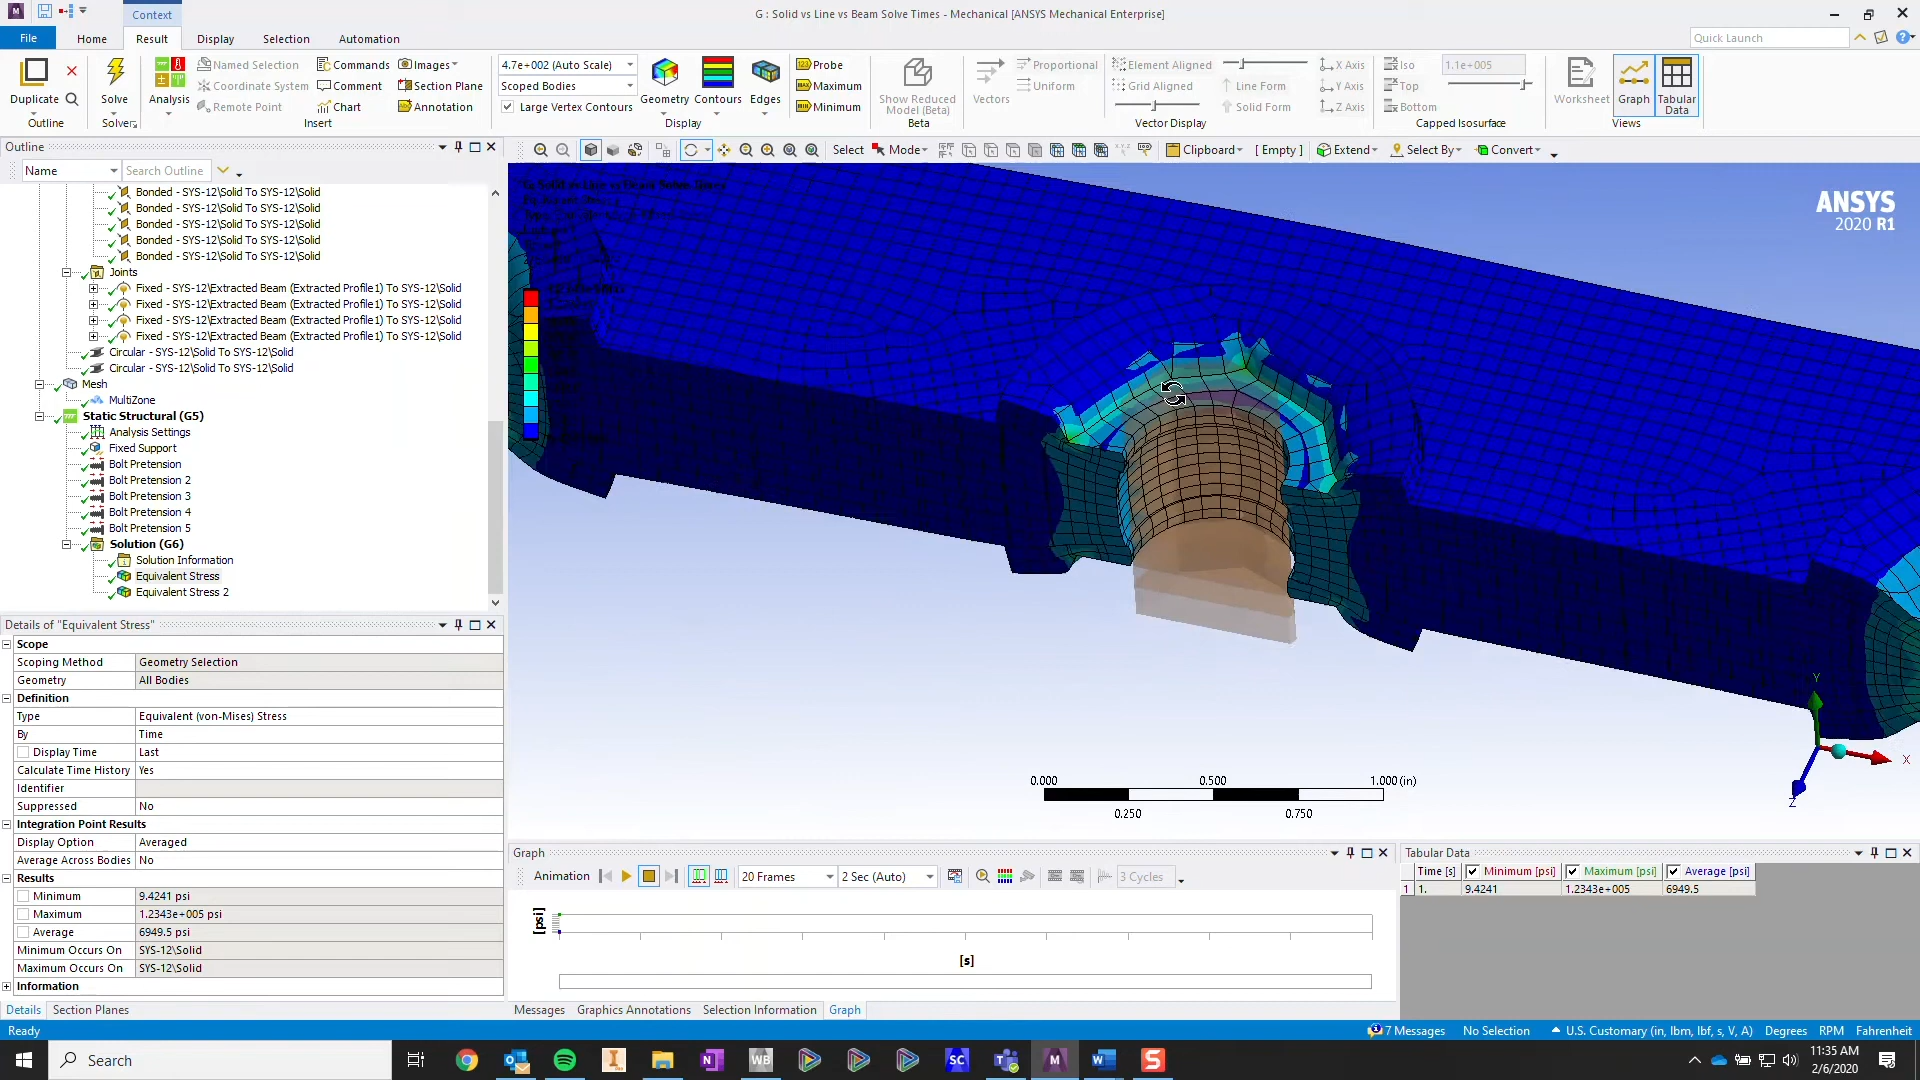 G : Solid vs Line vs Beam Solve Times - Mechanical [ANSYS Mechanical Enterprise]
Context
File
Home
Result
Display
Selection
Automation
Quick Launch
Duplicate
Outline
Solve
Solver
Analysis
Named Selection
Coordinate System
Remote Point
Commands
Comment
Chart
Images
Section Plane
Annotation
Insert
4.7e+002 (Auto Scale)
Scoped Bodies
Large Vertex Contours
Geometry
Contours
Edges
Display
Probe
Maximum
Minimum
Show Reduced
Model (Beta)
Beta
Vectors
Proportional
Uniform
Element Aligned
Grid Aligned
Line Form
Solid Form
X Axis
Y Axis
Z Axis
Vector Display
Iso
Top
Bottom
1.1e+005
Capped Isosurface
Worksheet
Graph
Tabular
Data
Views
Outline
Name
Search Outline
Select
Mode
Clipboard
[ Empty ]
Extend
Select By
Convert
Bonded - SYS-12\Solid To SYS-12\Solid
Bonded - SYS-12\Solid To SYS-12\Solid
Bonded - SYS-12\Solid To SYS-12\Solid
Bonded - SYS-12\Solid To SYS-12\Solid
Bonded - SYS-12\Solid To SYS-12\Solid
Joints
Fixed - SYS-12\Extracted Beam (Extracted Profile1) To SYS-12\Solid
Fixed - SYS-12\Extracted Beam (Extracted Profile1) To SYS-12\Solid
Fixed - SYS-12\Extracted Beam (Extracted Profile1) To SYS-12\Solid
Fixed - SYS-12\Extracted Beam (Extracted Profile1) To SYS-12\Solid
Circular - SYS-12\Solid To SYS-12\Solid
Circular - SYS-12\Solid To SYS-12\Solid
Mesh
MultiZone
Static Structural (G5)
Analysis Settings
Fixed Support
Bolt Pretension
Bolt Pretension 2
Bolt Pretension 3
Bolt Pretension 4
Bolt Pretension 5
Solution (G6)
Solution Information
Equivalent Stress
Equivalent Stress 2
G: Solid vs Line vs Beam Solve Times
ANSYS
2020 R1
0.000
0.500
1.000 (in)
0.250
0.750
Y
X
Z
Details of "Equivalent Stress"
Scope
Scoping Method Geometry Selection
Geometry All Bodies
Definition
Type Equivalent (von-Mises) Stress
By Time
Display Time Last
Calculate Time History Yes
Identifier
Suppressed No
Integration Point Results
Display Option Averaged
Average Across Bodies No
Results
Minimum 9.4241 psi
Maximum 1.2343e+005 psi
Average 6949.5 psi
Minimum Occurs On SYS-12\Solid
Maximum Occurs On SYS-12\Solid
Information
Details
Section Planes
Graph
Animation
20 Frames
2 Sec (Auto)
3 Cycles
[psi]
[s]
Messages
Graphics Annotations
Selection Information
Graph
Tabular Data
Time [s] Minimum [psi] Maximum [psi] Average [psi]
1 1. 9.4241 1.2343e+005 6949.5
Ready
7 Messages
No Selection
U.S. Customary (in, lbm, lbf, s, V, A)
Degrees
RPM
Fahrenheit
Search
WB
SC
11:35 AM
2/6/2020